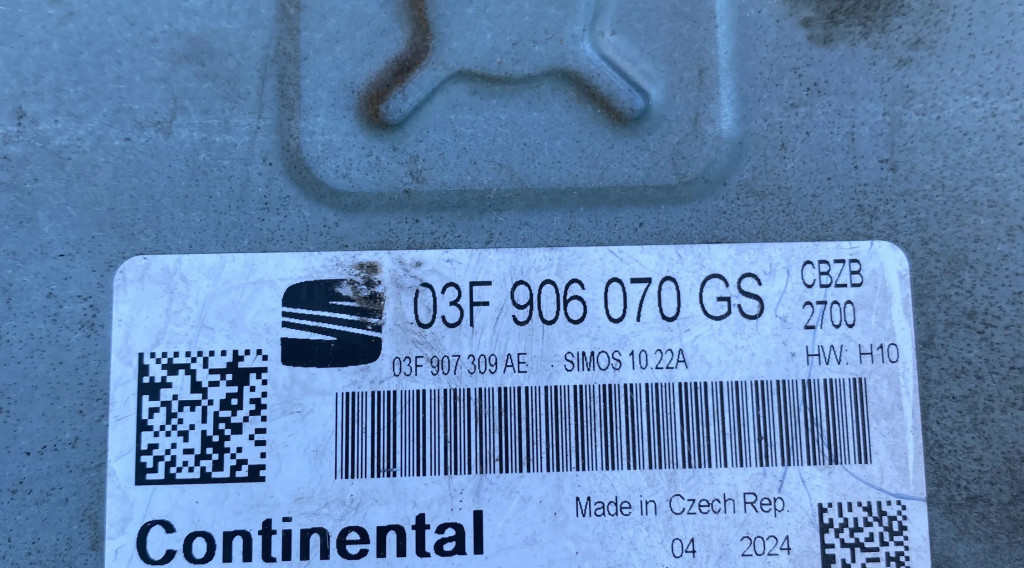 03F 906 070 GS
CBZB
2700
03F 907 309 AE SIMOS 10.22A
HW: H10
Made in Czech Rep.
Continental
04 2024